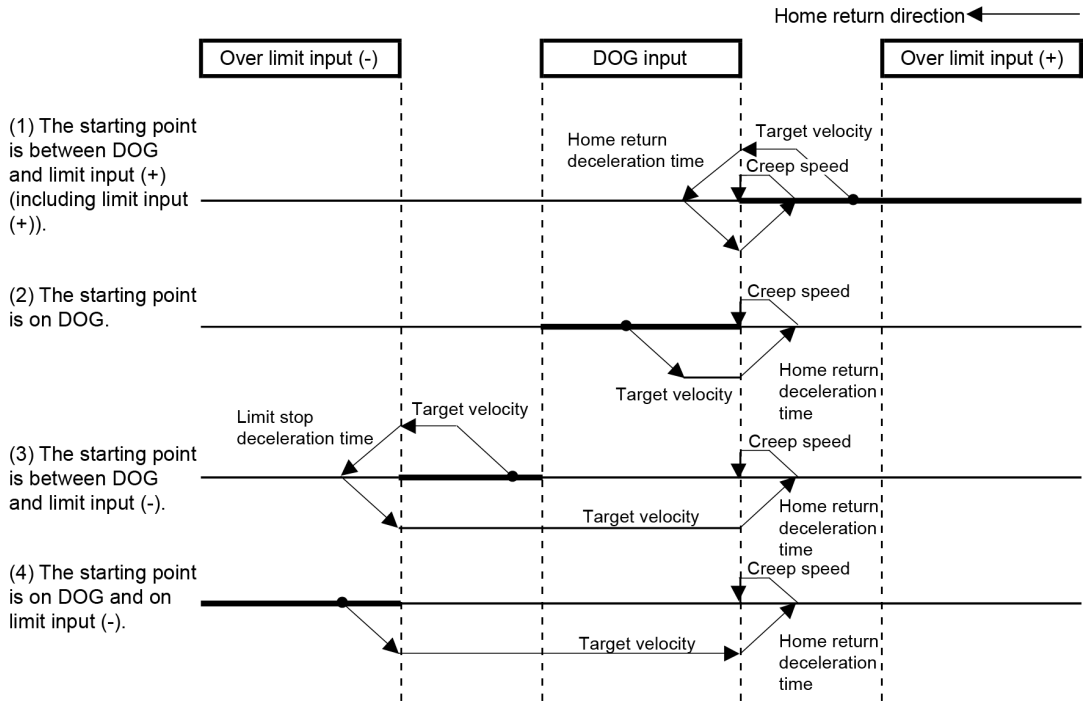 Home return direction
Over limit input (-)
DOG input
Over limit input (+)
(1) The starting point
is between DOG
and limit input (+)
(including limit input
(+)).
Home return
deceleration time
Target velocity
Creep speed
(2) The starting point
is on DOG.
Creep speed
Target velocity
Home return
deceleration
time
(3) The starting point
is between DOG
and limit input (-).
Limit stop
deceleration time
Target velocity
Creep speed
Target velocity
Home return
deceleration
time
(4) The starting point
is on DOG and on
limit input (-).
Creep speed
Target velocity
Home return
deceleration
time